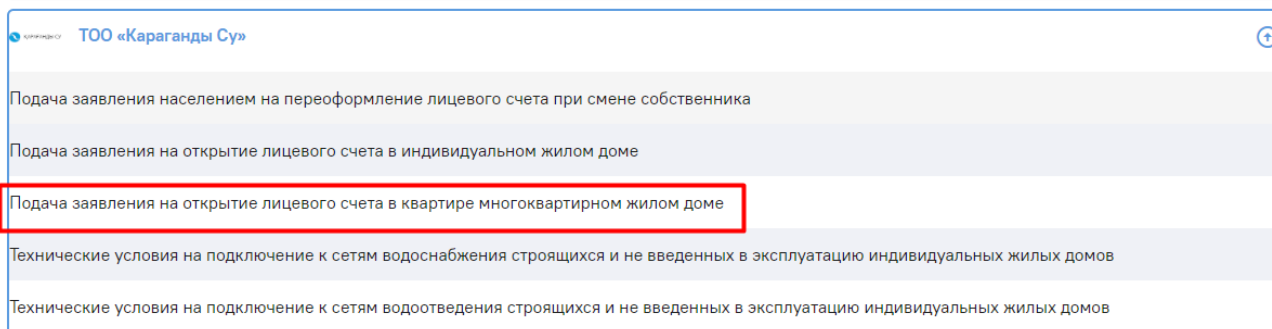 ТОО «Караганды Су»
Подача заявления населением на переоформление лицевого счета при смене собственника
Подача заявления на открытие лицевого счета в индивидуальном жилом доме
Подача заявления на открытие лицевого счета в квартире многоквартирном жилом доме
Технические условия на подключение к сетям водоснабжения строящихся и не введенных в эксплуатацию индивидуальных жилых домов
Технические условия на подключение к сетям водоотведения строящихся и не введенных в эксплуатацию индивидуальных жилых домов